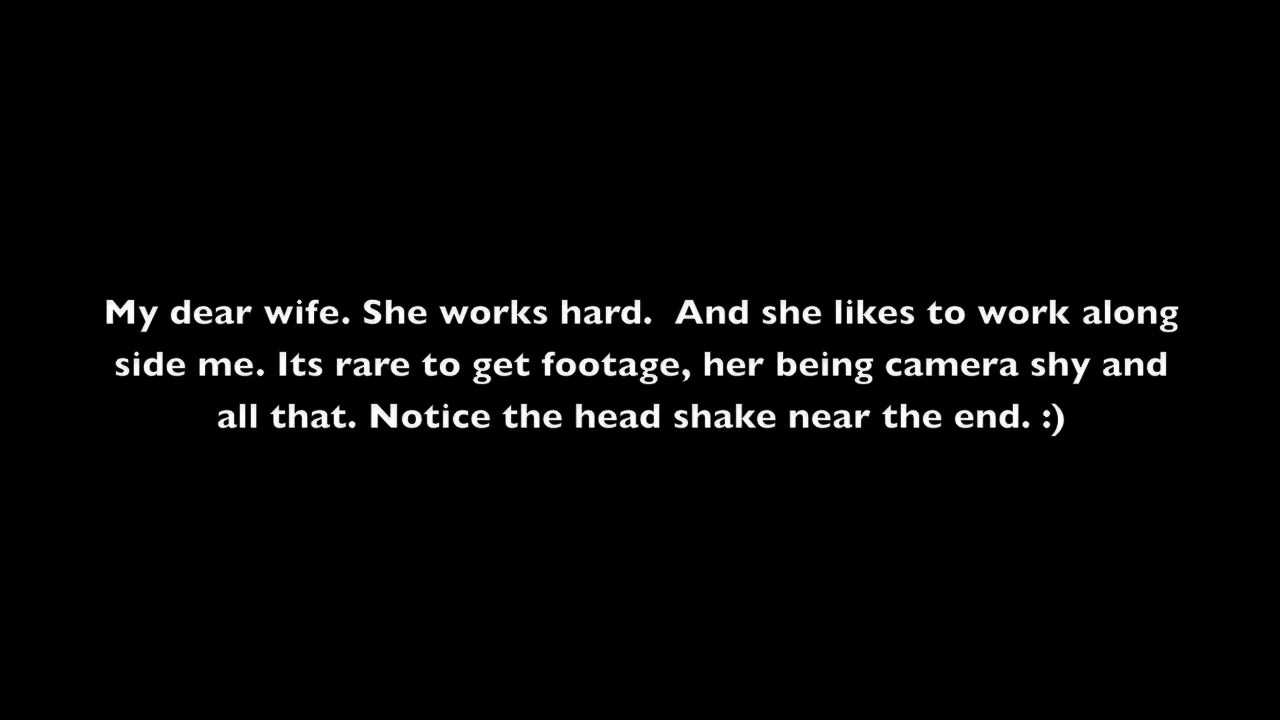 My dear wife. She works hard.  And she likes to work along
side me. Its rare to get footage, her being camera shy and
all that. Notice the head shake near the end. :)